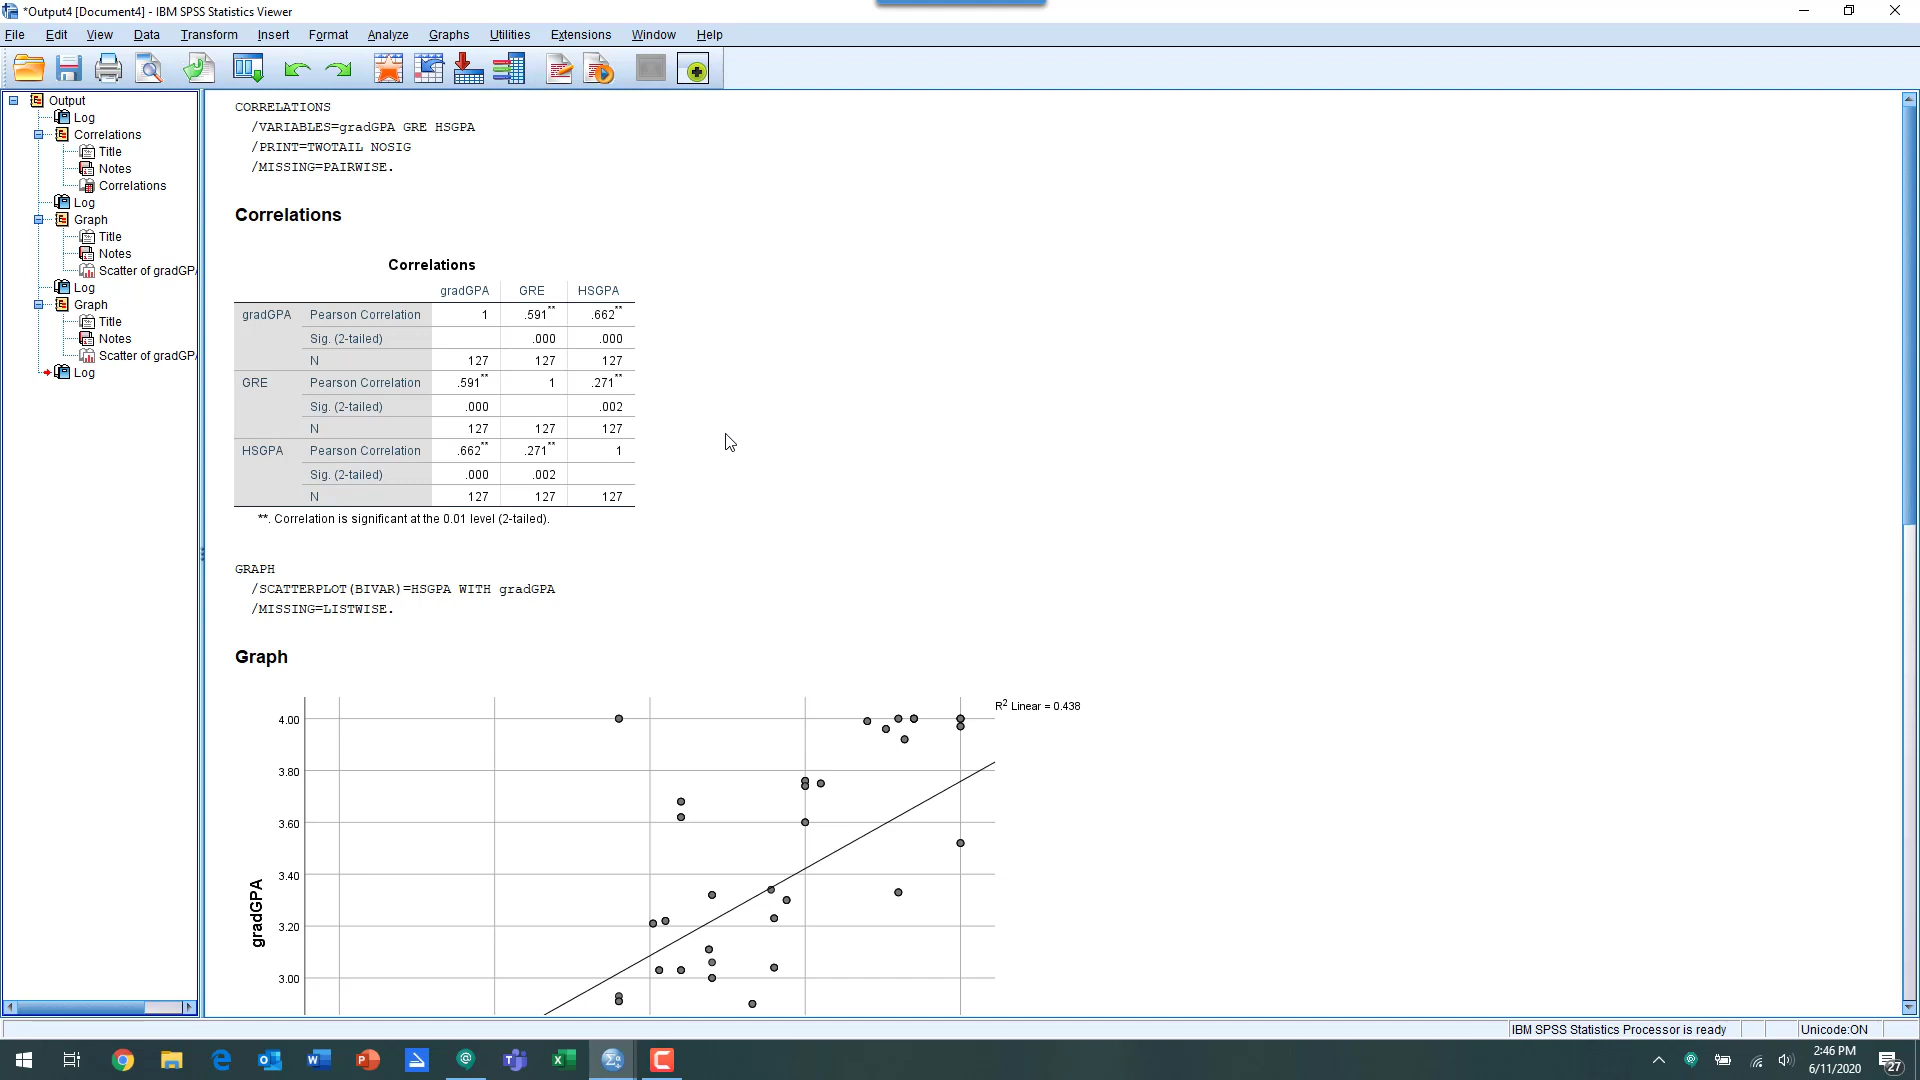 *Output4 [Document4] - IBM SPSS Statistics Viewer
File Edit View Data Transform Insert Format Analyze Graphs Utilities Extensions Window Help
Output
Log
Correlations
Title
Notes
Correlations
Log
Graph
Title
Notes
Scatter of gradGPA
Log
Graph
Title
Notes
Scatter of gradGPA
Log
CORRELATIONS
/VARIABLES=gradGPA GRE HSGPA
/PRINT=TWOTAIL NOSIG
/MISSING=PAIRWISE.
Correlations
Correlations
gradGPA GRE HSGPA
gradGPA Pearson Correlation 1 .591** .662**
Sig. (2-tailed) .000 .000
N 127 127 127
GRE Pearson Correlation .591** 1 .271**
Sig. (2-tailed) .000 .002
N 127 127 127
HSGPA Pearson Correlation .662** .271** 1
Sig. (2-tailed) .000 .002
N 127 127 127
**. Correlation is significant at the 0.01 level (2-tailed).
GRAPH
/SCATTERPLOT(BIVAR)=HSGPA WITH gradGPA
/MISSING=LISTWISE.
Graph
R2 Linear = 0.438
4.00
3.80
3.60
3.40
3.20
3.00
gradGPA
IBM SPSS Statistics Processor is ready Unicode:ON
2:46 PM
6/11/2020
27